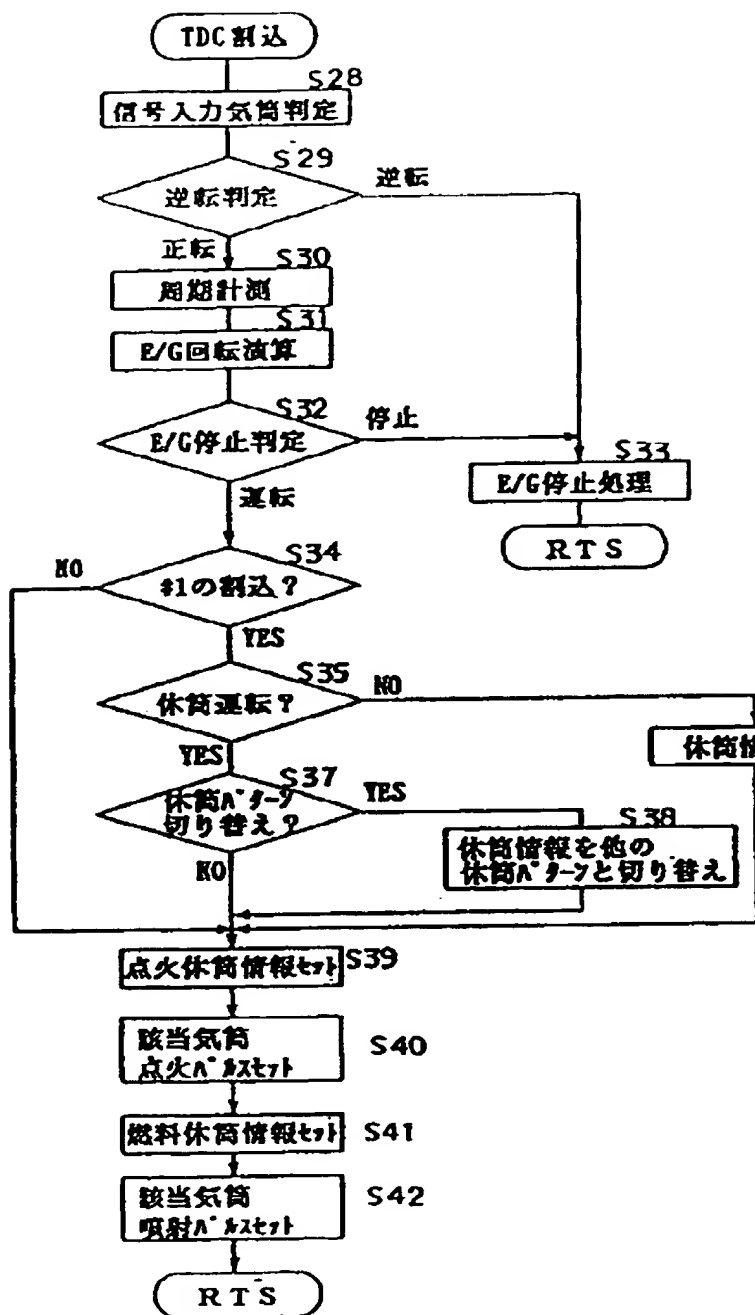 TDC割込
S28
信号入力気筒判定
S29
逆転判定
逆転
正転
S30
周期計測
S31
E/G回転演算
S32
E/G停止判定
停止
S33
E/G停止処理
運転
RTS
S34
NO
#1の割込?
YES
S35
休筒運転?
NO
休筒情
YES
S37
休筒パターン
切り替え?
YES
S38
休筒情報を他の
休筒パターンと切り替え
NO
点火休筒情報セット
S39
該当気筒
点火パルスセット
S40
燃料休筒情報セット
S41
該当気筒
噴射パルスセット
S42
RTS